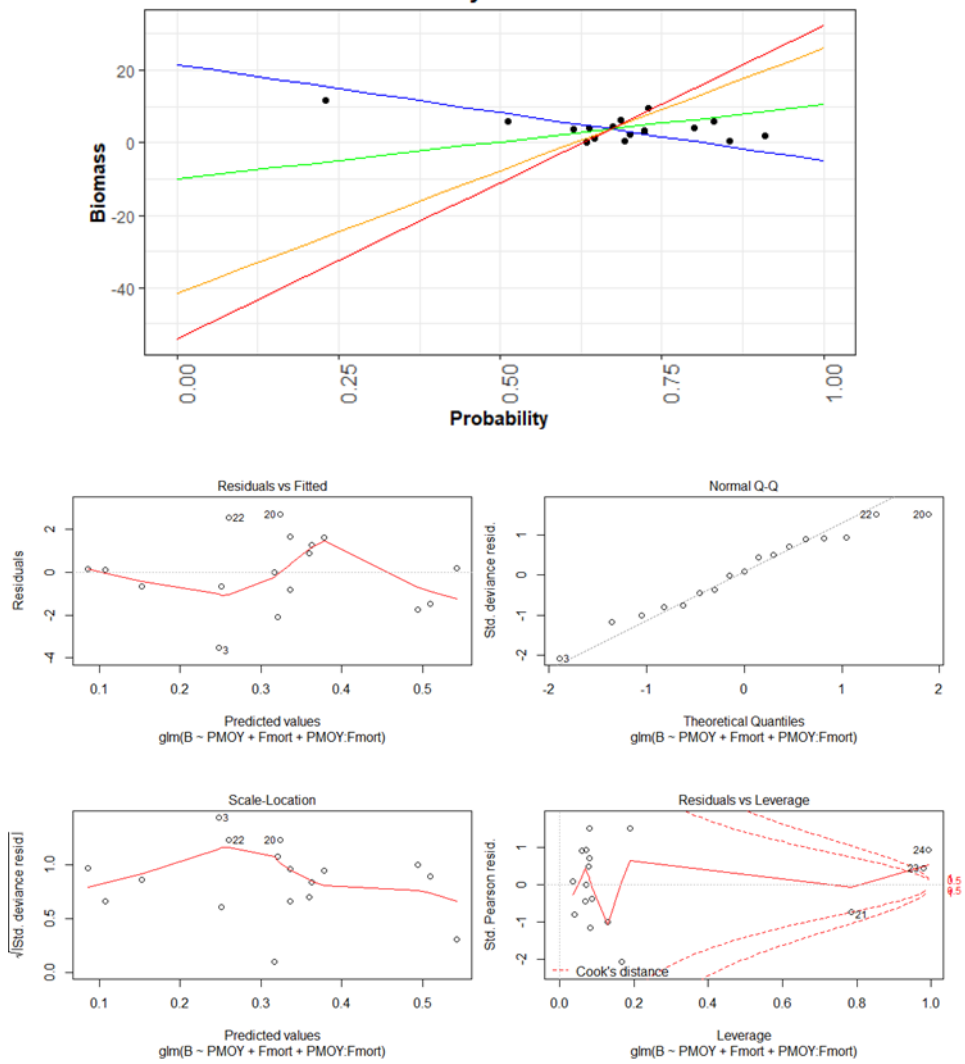 20
0
-20
-40
Biomass
0.00
0.25
0.50
0.75
1.00
Probability
Residuals vs Fitted
Residuals
2
0
-2
-4
22
20
3
0.1 0.2 0.3 0.4 0.5
Predicted values
glm(B ~ PMOY + Fmort + PMOY:Fmort)
Normal Q-Q
Std. deviance resid.
1
0
-1
-2
22
20
3
-2 -1 0 1 2
Theoretical Quantiles
glm(B ~ PMOY + Fmort + PMOY:Fmort)
Scale-Location
√|Std. deviance resid|
1.0
0.5
0.0
3
22
20
0.1 0.2 0.3 0.4 0.5
Predicted values
glm(B ~ PMOY + Fmort + PMOY:Fmort)
Residuals vs Leverage
Std. Pearson resid.
1
0
-1
-2
24
23
21
0.5
0.5
Cook's distance
0.0 0.2 0.4 0.6 0.8 1.0
Leverage
glm(B ~ PMOY + Fmort + PMOY:Fmort)